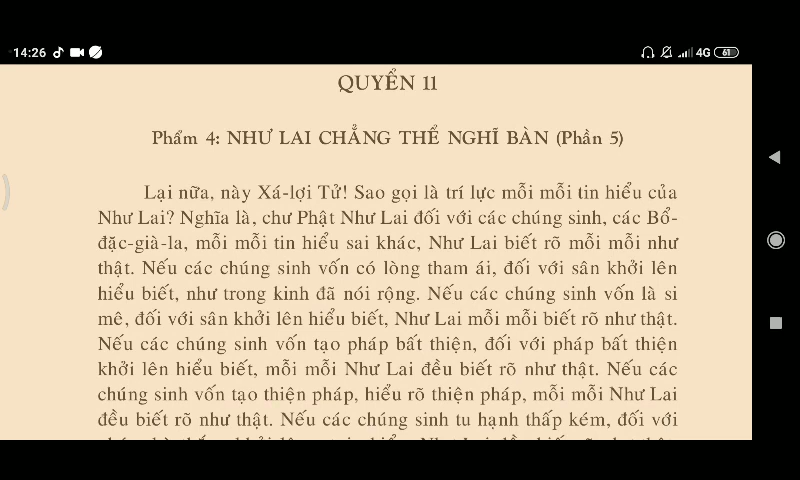 14:26
4G 61
QUYỂN 11
Phẩm 4: NHƯ LAI CHẲNG THỂ NGHĨ BÀN (Phần 5)
Lại nữa, này Xá-lợi Tử! Sao gọi là trí lực mỗi mỗi tin hiểu của
Như Lai? Nghĩa là, chư Phật Như Lai đối với các chúng sinh, các Bổ-
đặc-già-la, mỗi mỗi tin hiểu sai khác, Như Lai biết rõ mỗi mỗi như
thật. Nếu các chúng sinh vốn có lòng tham ái, đối với sân khởi lên
hiểu biết, như trong kinh đã nói rộng. Nếu các chúng sinh vốn là si
mê, đối với sân khởi lên hiểu biết, Như Lai mỗi mỗi biết rõ như thật.
Nếu các chúng sinh vốn tạo pháp bất thiện, đối với pháp bất thiện
khởi lên hiểu biết, mỗi mỗi Như Lai đều biết rõ như thật. Nếu các
chúng sinh vốn tạo thiện pháp, hiểu rõ thiện pháp, mỗi mỗi Như Lai
đều biết rõ như thật. Nếu các chúng sinh tu hạnh thấp kém, đối với